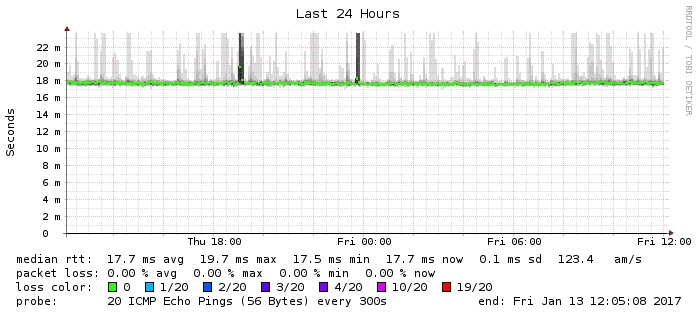 Last 24 Hours
RRDTOOL / TOBI OETIKER
Seconds
22 m
20 m
18 m
16 m
14 m
12 m
10 m
8 m
6 m
4 m
2 m
0
Thu 18:00 Fri 00:00 Fri 06:00 Fri 12:00
median rtt: 17.7 ms avg 19.7 ms max 17.5 ms min 17.7 ms now 0.1 ms sd 123.4 am/s
packet loss: 0.00 % avg 0.00 % max 0.00 % min 0.00 % now
loss color: 0 1/20 2/20 3/20 4/20 10/20 19/20
probe: 20 ICMP Echo Pings (56 Bytes) every 300s end: Fri Jan 13 12:05:08 2017